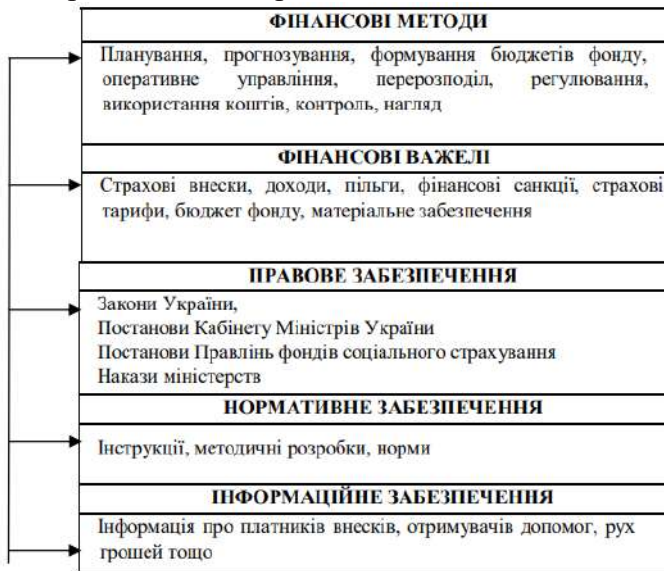 ФІНАНСОВІ МЕТОДИ
Планування, прогнозування, формування бюджетів фонду,
оперативне управління, перерозподіл, регулювання,
використання коштів, контроль, нагляд
ФІНАНСОВІ ВАЖЕЛІ
Страхові внески, доходи, пільги, фінансові санкції, страхові
тарифи, бюджет фонду, матеріальне забезпечення
ПРАВОВЕ ЗАБЕЗПЕЧЕННЯ
Закони України,
Постанови Кабінету Міністрів України
Постанови Правлінь фондів соціального страхування
Накази міністерств
НОРМАТИВНЕ ЗАБЕЗПЕЧЕННЯ
Інструкції, методичні розробки, норми
ІНФОРМАЦІЙНЕ ЗАБЕЗПЕЧЕННЯ
Інформація про платників внесків, отримувачів допомог, рух
грошей тощо